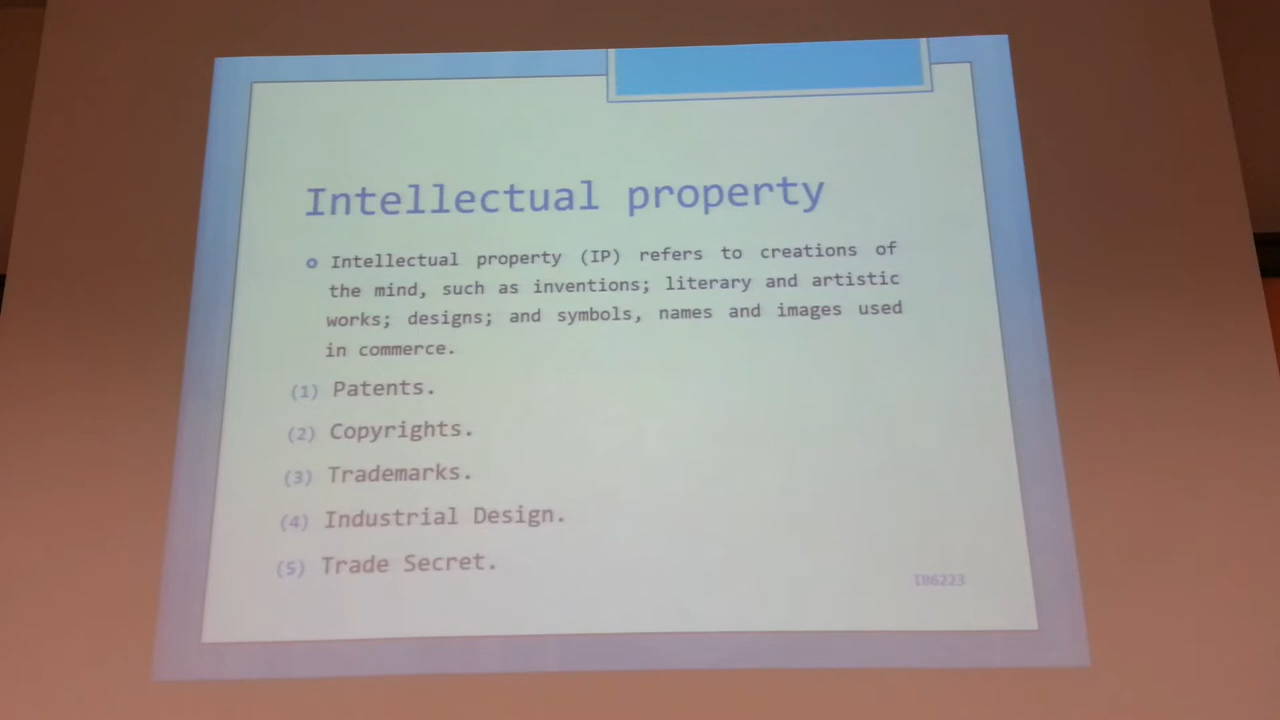 Intellectual property
Intellectual property (IP) refers to creations of
the mind, such as inventions; literary and artistic
works; designs; and symbols, names and images used
in commerce.
(1) Patents.
(2) Copyrights.
(3) Trademarks.
(4) Industrial Design.
(5) Trade Secret.